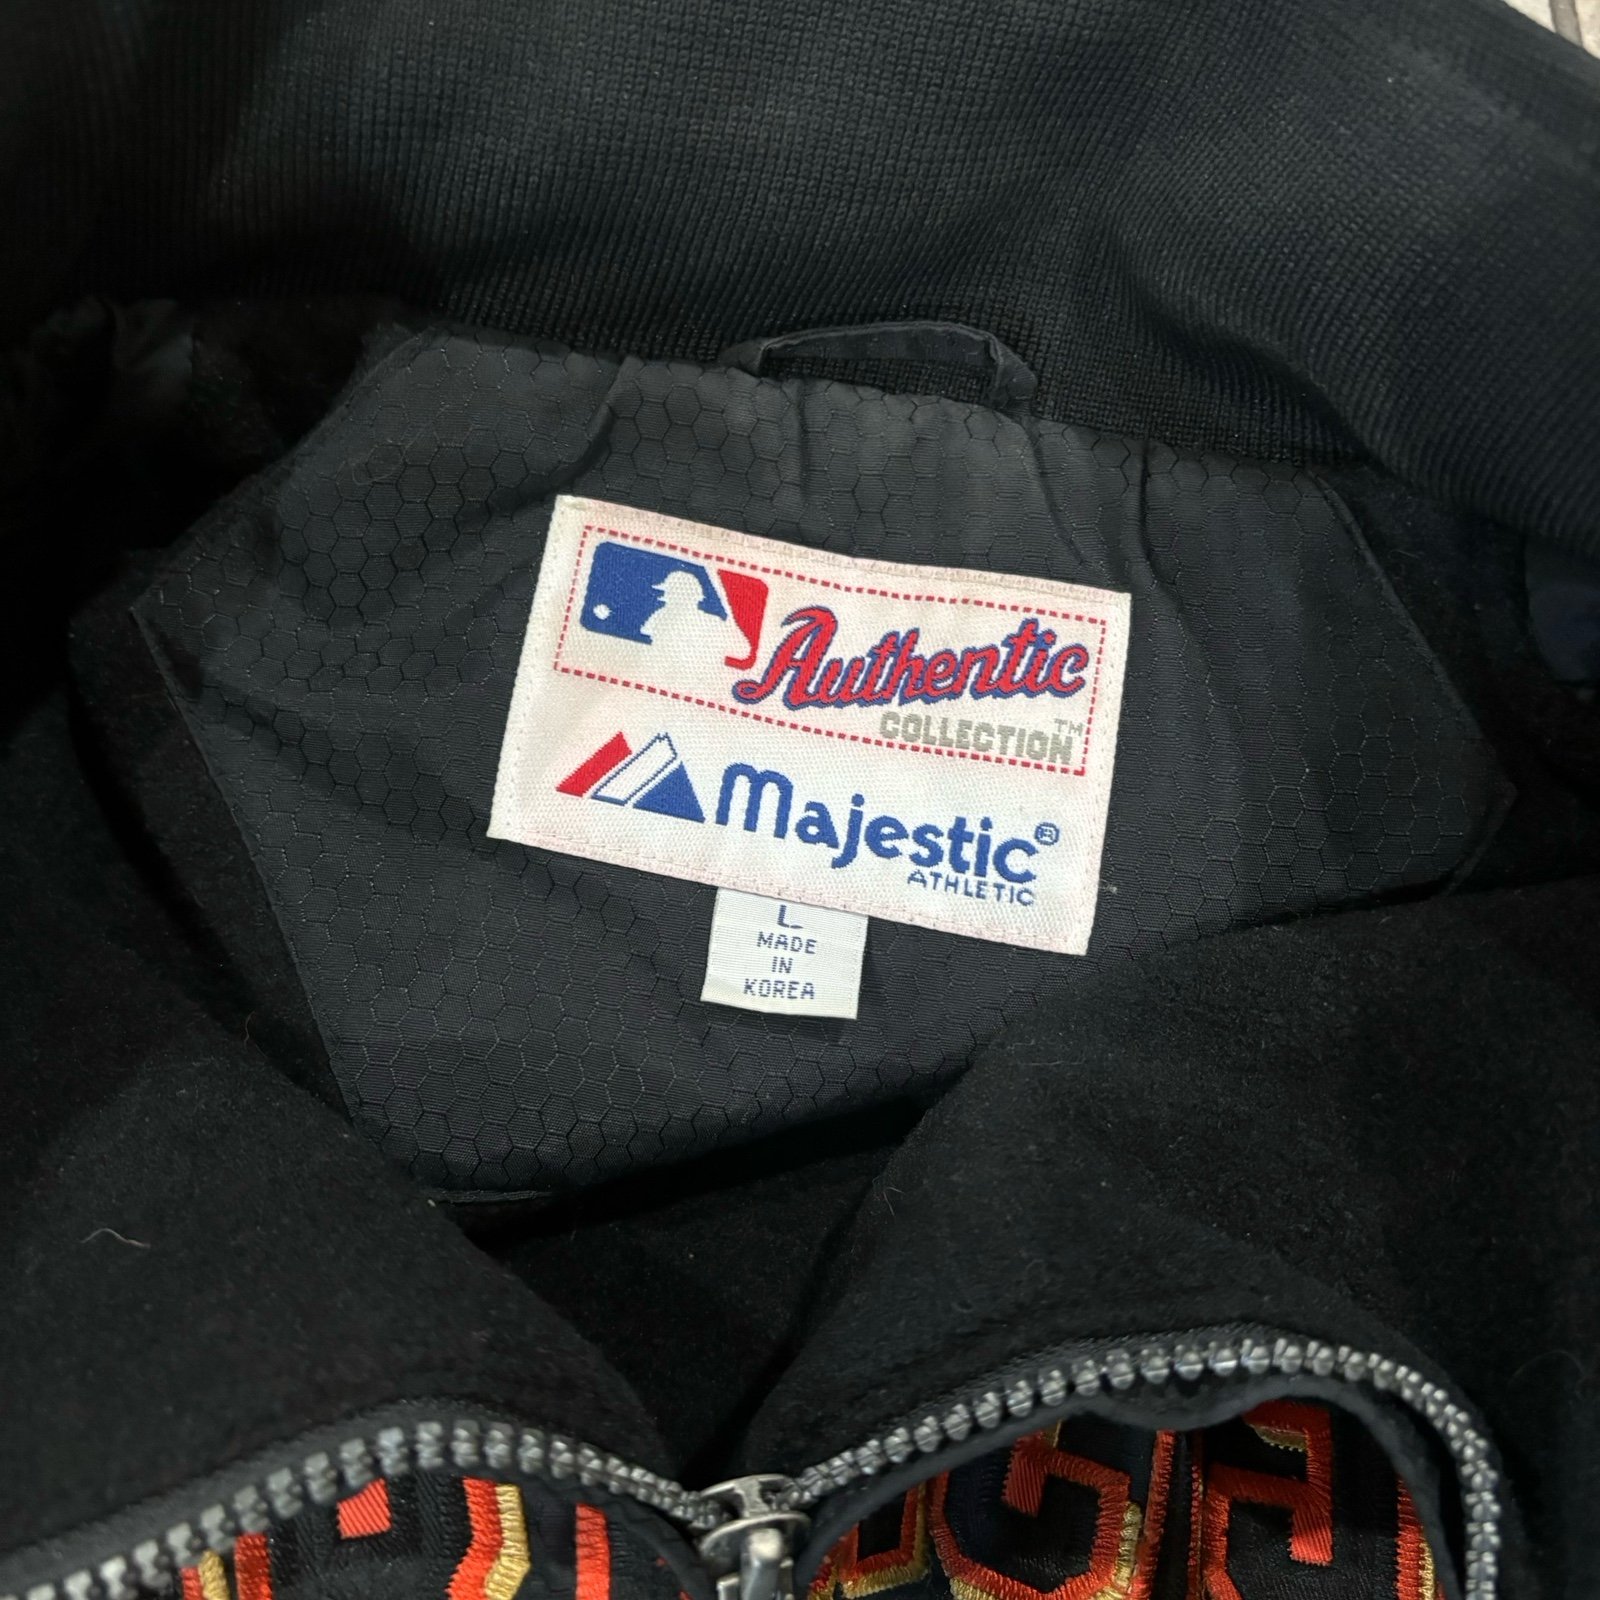 Authentic
COLLECTION™
Majestic®
ATHLETIC
L
MADE
IN
KOREA